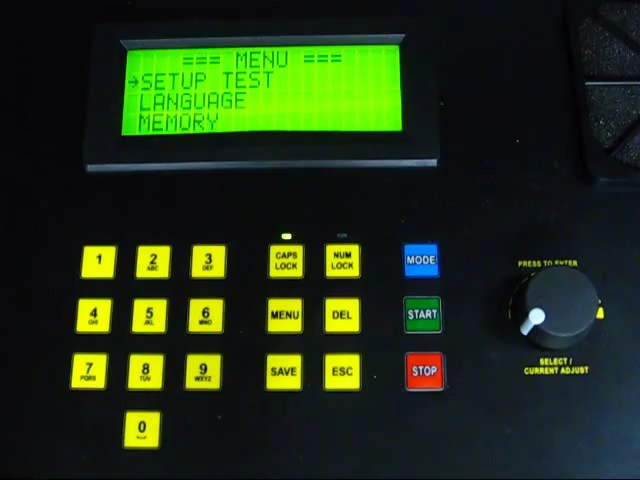 === MENU ===
→SETUP TEST
LANGUAGE
MEMORY
1
2
ABC
3
DEF
CAPS LOCK
NUM LOCK
MODE
PRESS TO ENTER
4
GHI
5
JKL
6
MNO
MENU
DEL
START
7
PQRS
8
TUV
9
WXYZ
SAVE
ESC
STOP
SELECT /
CURRENT ADJUST
0